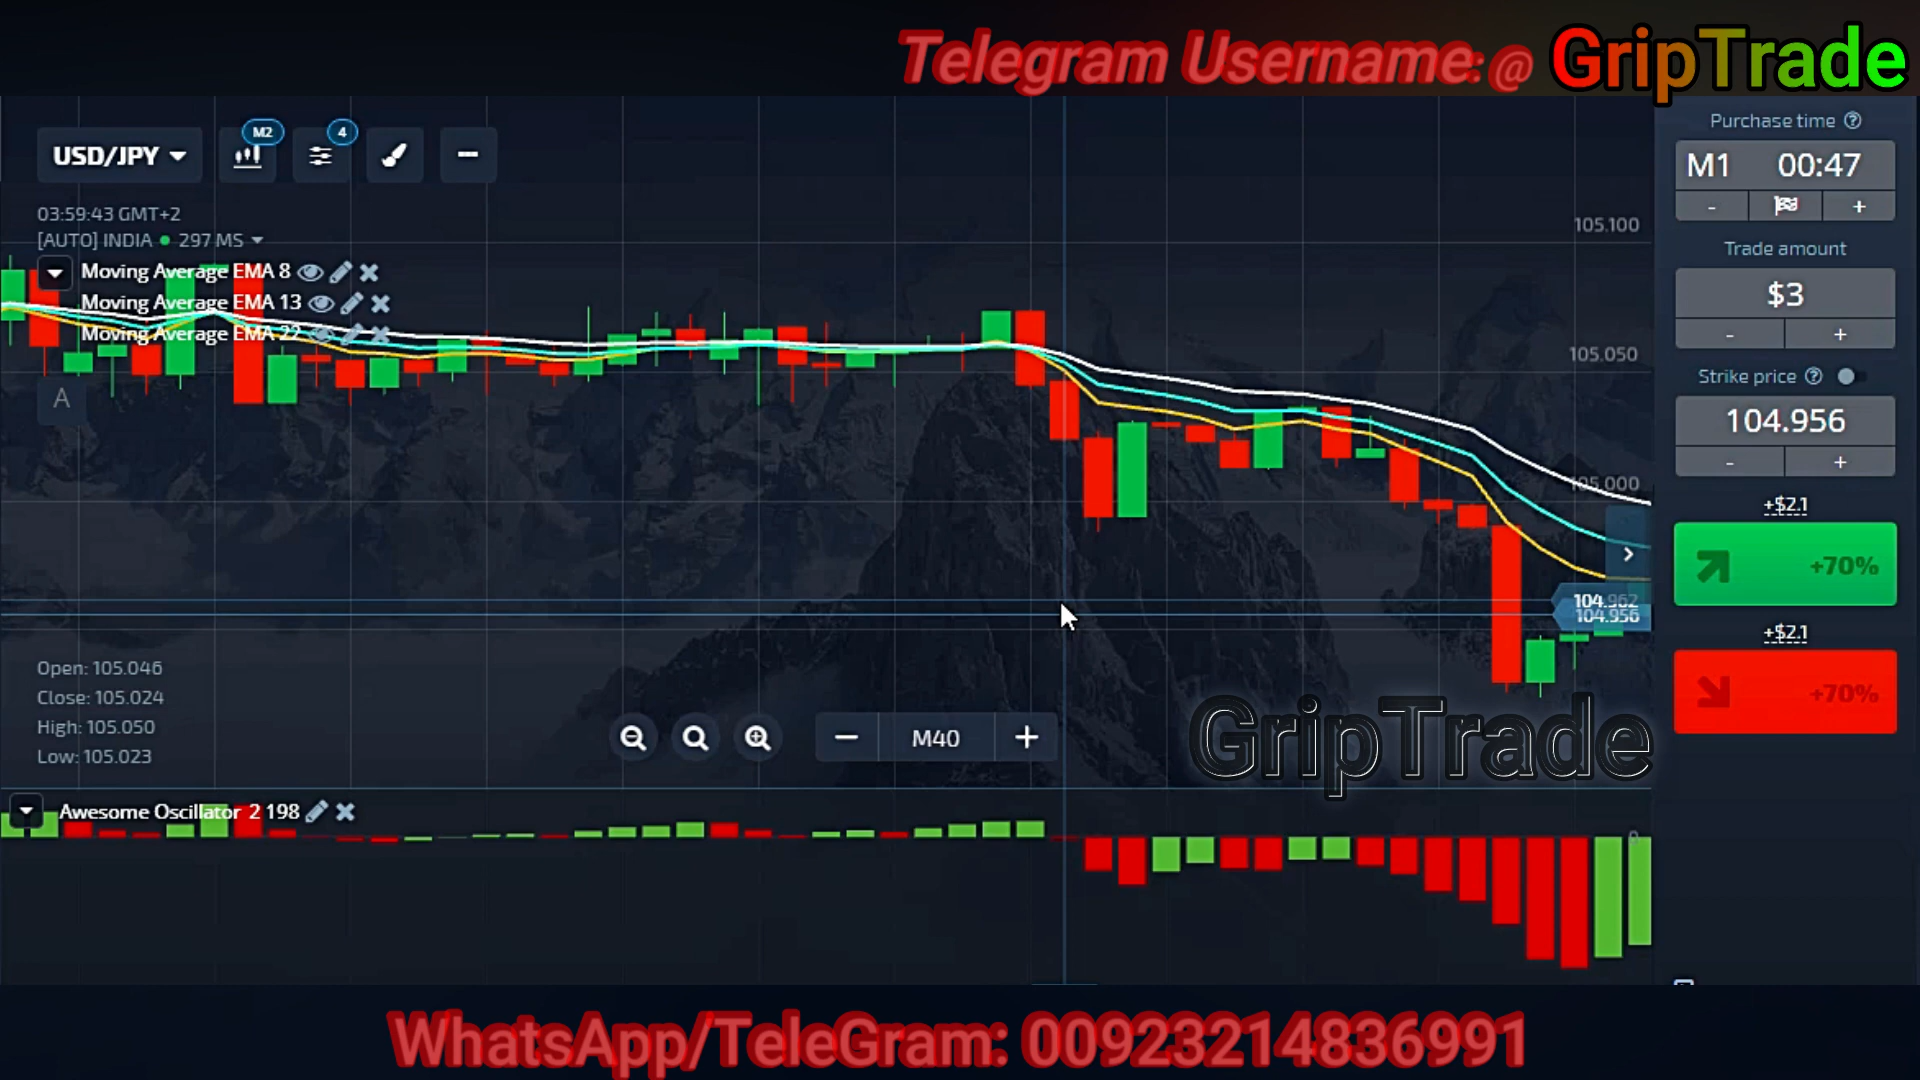 Telegram Username:@ GripTrade
USD/JPY
M2
4
03:59:43 GMT+2
[AUTO] INDIA 297 MS
Moving Average EMA 8
Moving Average EMA 13
Moving Average EMA 22
A
105.100
105.050
105.000
104.962
104.956
Purchase time
M1 00:47
- +
Trade amount
$3
- +
Strike price
104.956
- +
+$2.1
+70%
+$2.1
+70%
Open: 105.046
Close: 105.024
High: 105.050
Low: 105.023
M40
GripTrade
Awesome Oscillator 2 198
0
WhatsApp/TeleGram: 00923214836991